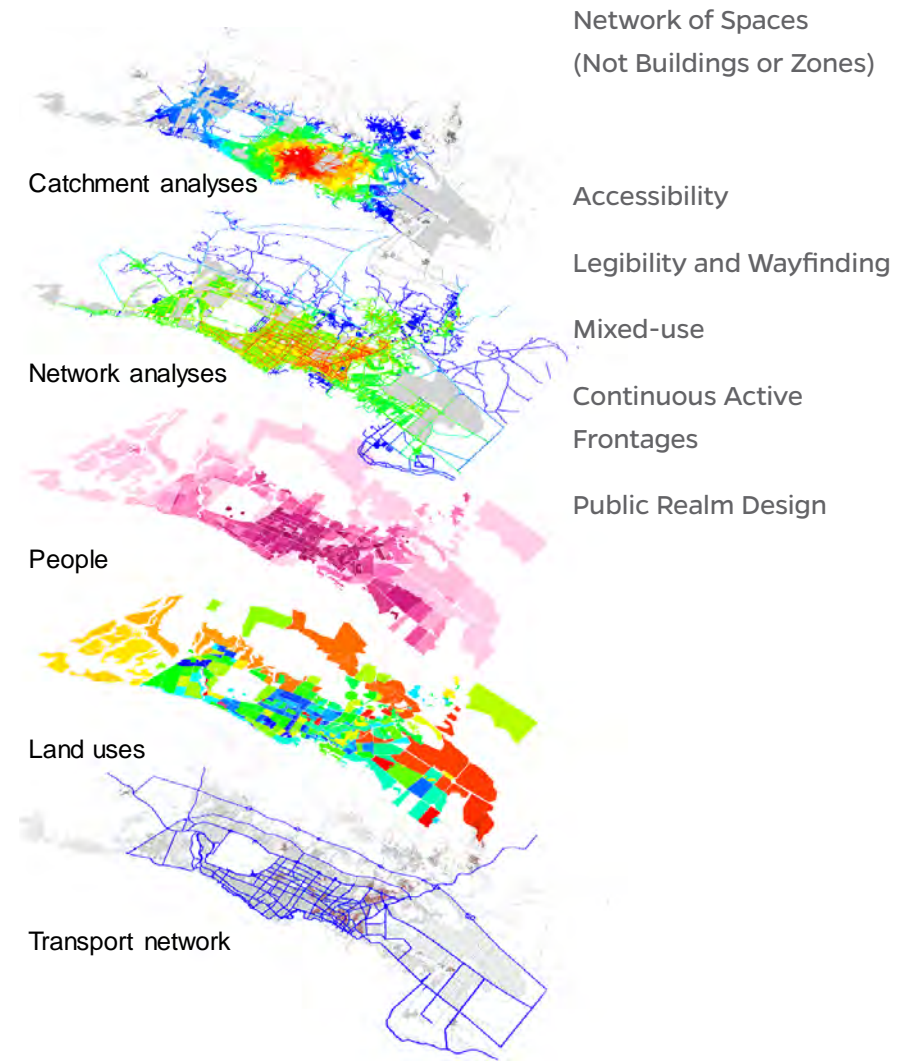 Network of Spaces
(Not Buildings or Zones)
Catchment analyses
Accessibility
Legibility and Wayfinding
Mixed-use
Network analyses
Continuous Active
Frontages
Public Realm Design
People
Land uses
Transport network